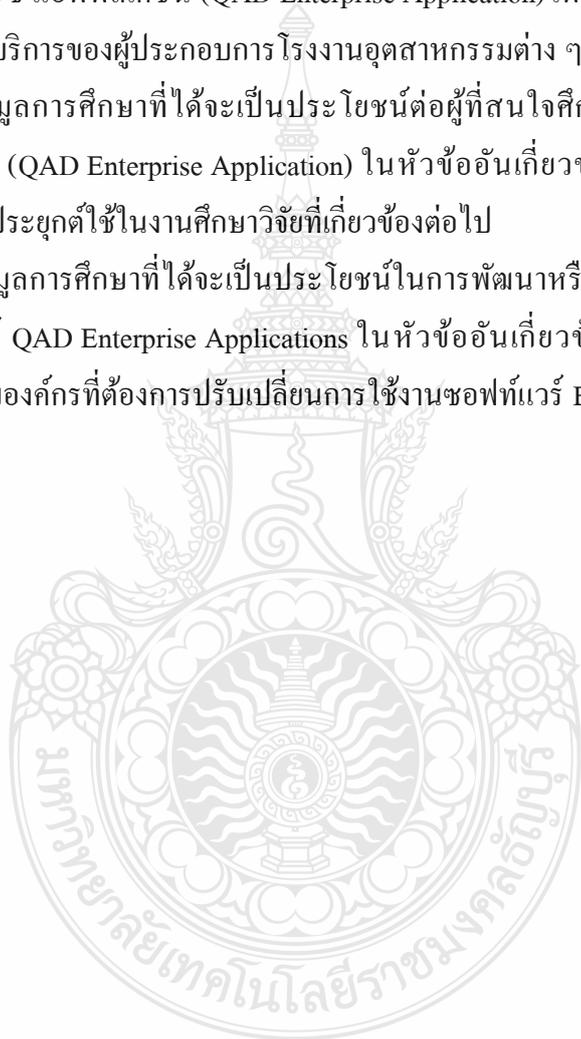 (QAD Enterprise Application)
บริการของผู้ประกอบการโรงงานอุตสาหกรรมต่าง ๆ
มูลการศึกษาที่ได้จะเป็นประโยชน์ต่อผู้ที่สนใจศึก
(QAD Enterprise Application) ในหัวข้ออันเกี่ยวข
ประยุกต์ใช้ในงานศึกษาวิจัยที่เกี่ยวข้องต่อไป
มูลการศึกษาที่ได้จะเป็นประโยชน์ในการพัฒนาหรื
QAD Enterprise Applications ในหัวข้ออันเกี่ยวข้
องค์กรที่ต้องการปรับเปลี่ยนการใช้งานซอฟท์แวร์
มหาวิทยาลัยเทคโนโลยีราชมงคลธัญบุรี